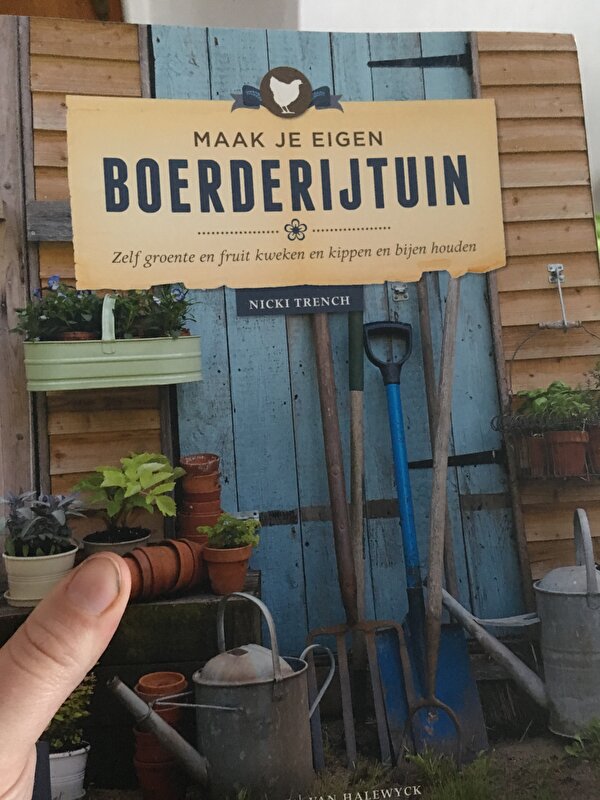 MAAK JE EIGEN
BOERDERIJTUIN
Zelf groente en fruit kweken en kippen en bijen houden
NICKI TRENCH
VAN HALEWYCK